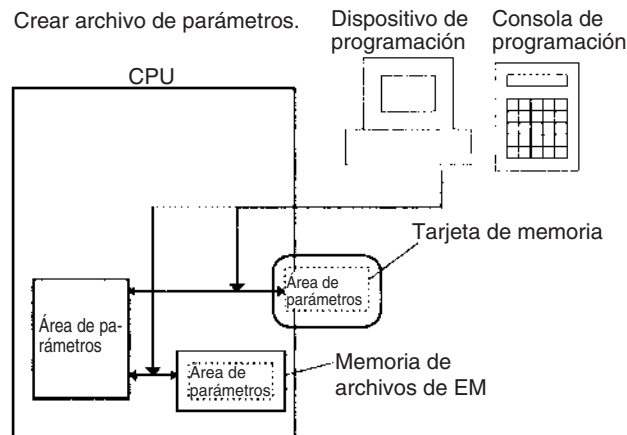 Crear archivo de parámetros.
Dispositivo de
programación
Consola de
programación
CPU
Tarjeta de memoria
Área de
parámetros
Área de pa-
rámetros
Área de
parámetros
Memoria de
archivos de EM